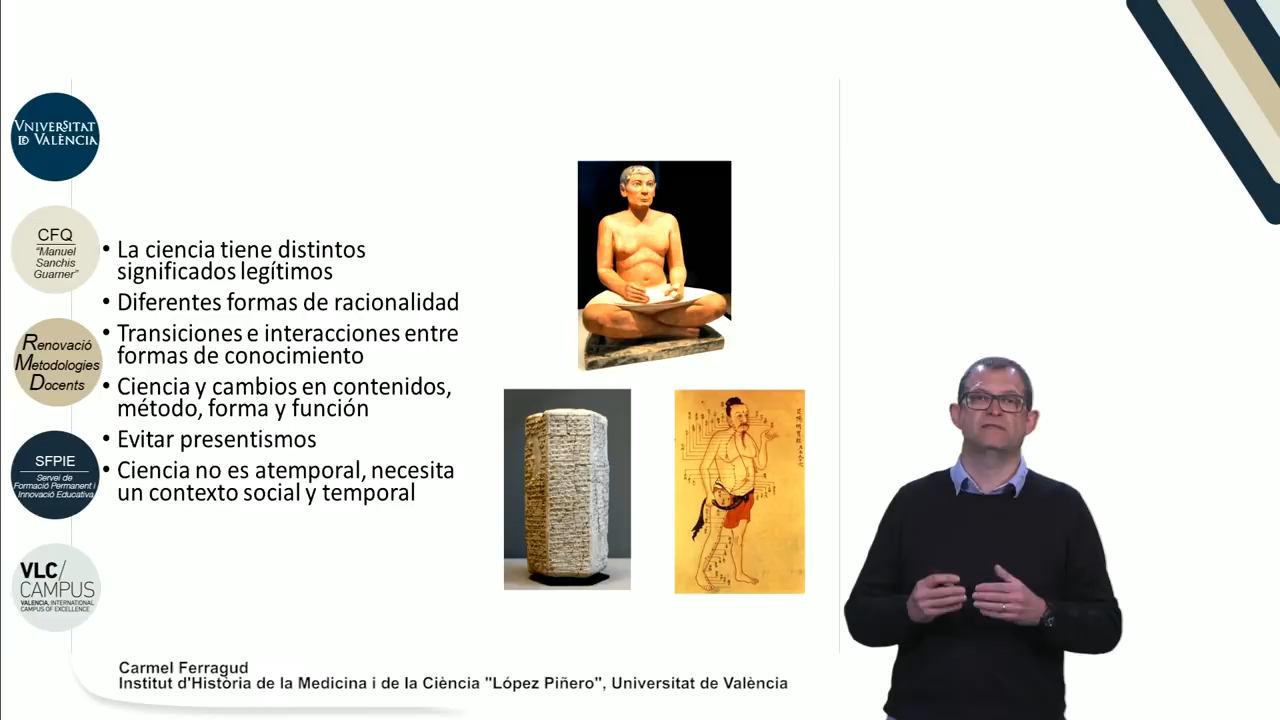 VNIVERSITAT
ID VALÈNCIA
CFQ
"Manuel
Sanchis
Guarner"
Renovació
Metodologies
Docents
SFPIE
Servei de
Formació Permanent i
Innovació Educativa
VLC/
CAMPUS
VALENCIA, INTERNATIONAL
CAMPUS OF EXCELLENCE
• La ciencia tiene distintos
significados legítimos
• Diferentes formas de racionalidad
• Transiciones e interacciones entre
formas de conocimiento
• Ciencia y cambios en contenidos,
método, forma y función
• Evitar presentismos
• Ciencia no es atemporal, necesita
un contexto social y temporal
Carmel Ferragud
Institut d'Història de la Medicina i de la Ciència "López Piñero", Universitat de València